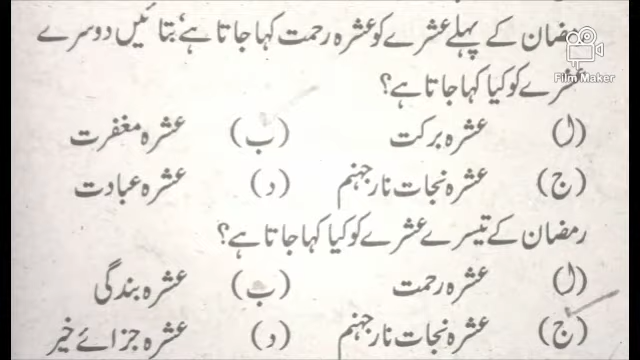 رمضان کے پہلے عشرے کو عشرہ رحمت کہا جاتا ہے، بتائیں دوسرے
عشرے کو کیا کہا جاتا ہے؟
(ا) عشرہ برکت (ب) عشرہ مغفرت
(ج) عشرہ نجات نار جہنم (د) عشرہ عبادت
رمضان کے تیسرے عشرے کو کیا کہا جاتا ہے؟
(ا) عشرہ رحمت (ب) عشرہ بندگی
(ج) عشرہ نجات نار جہنم (د) عشرہ جزائے خیر
Film Maker